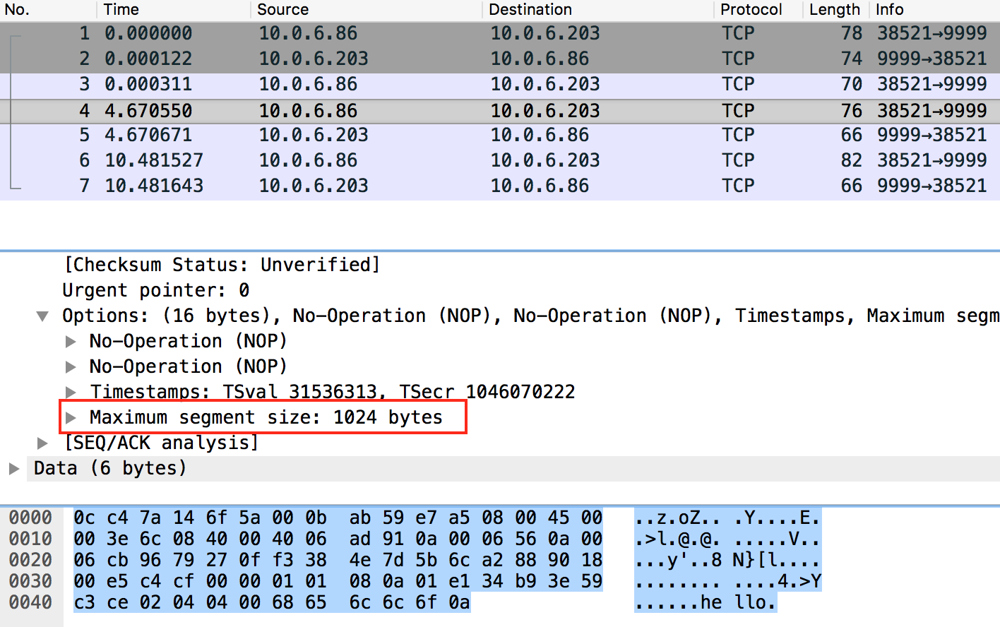 No. Time Source Destination Protocol Length Info
1 0.000000 10.0.6.86 10.0.6.203 TCP 78 38521→9999
2 0.000122 10.0.6.203 10.0.6.86 TCP 74 9999→38521
3 0.000311 10.0.6.86 10.0.6.203 TCP 70 38521→9999
4 4.670550 10.0.6.86 10.0.6.203 TCP 76 38521→9999
5 4.670671 10.0.6.203 10.0.6.86 TCP 66 9999→38521
6 10.481527 10.0.6.86 10.0.6.203 TCP 82 38521→9999
7 10.481643 10.0.6.203 10.0.6.86 TCP 66 9999→38521
[Checksum Status: Unverified]
Urgent pointer: 0
Options: (16 bytes), No-Operation (NOP), No-Operation (NOP), Timestamps, Maximum segm
No-Operation (NOP)
No-Operation (NOP)
Timestamps: TSval 31536313, TSecr 1046070222
Maximum segment size: 1024 bytes
[SEQ/ACK analysis]
Data (6 bytes)
0000 0c c4 7a 14 6f 5a 00 0b ab 59 e7 a5 08 00 45 00 ..z.oZ.. .Y....E.
0010 00 3e 6c 08 40 00 40 06 ad 91 0a 00 06 56 0a 00 .>l.@.@. .....V..
0020 06 cb 96 79 27 0f f3 38 4e 7d 5b 6c a2 88 90 18 ...y'..8 N}[l....
0030 00 e5 c4 cf 00 00 01 01 08 0a 01 e1 34 b9 3e 59 ........ ....4.>Y
0040 c3 ce 02 04 04 00 68 65 6c 6c 6f 0a ......he llo.